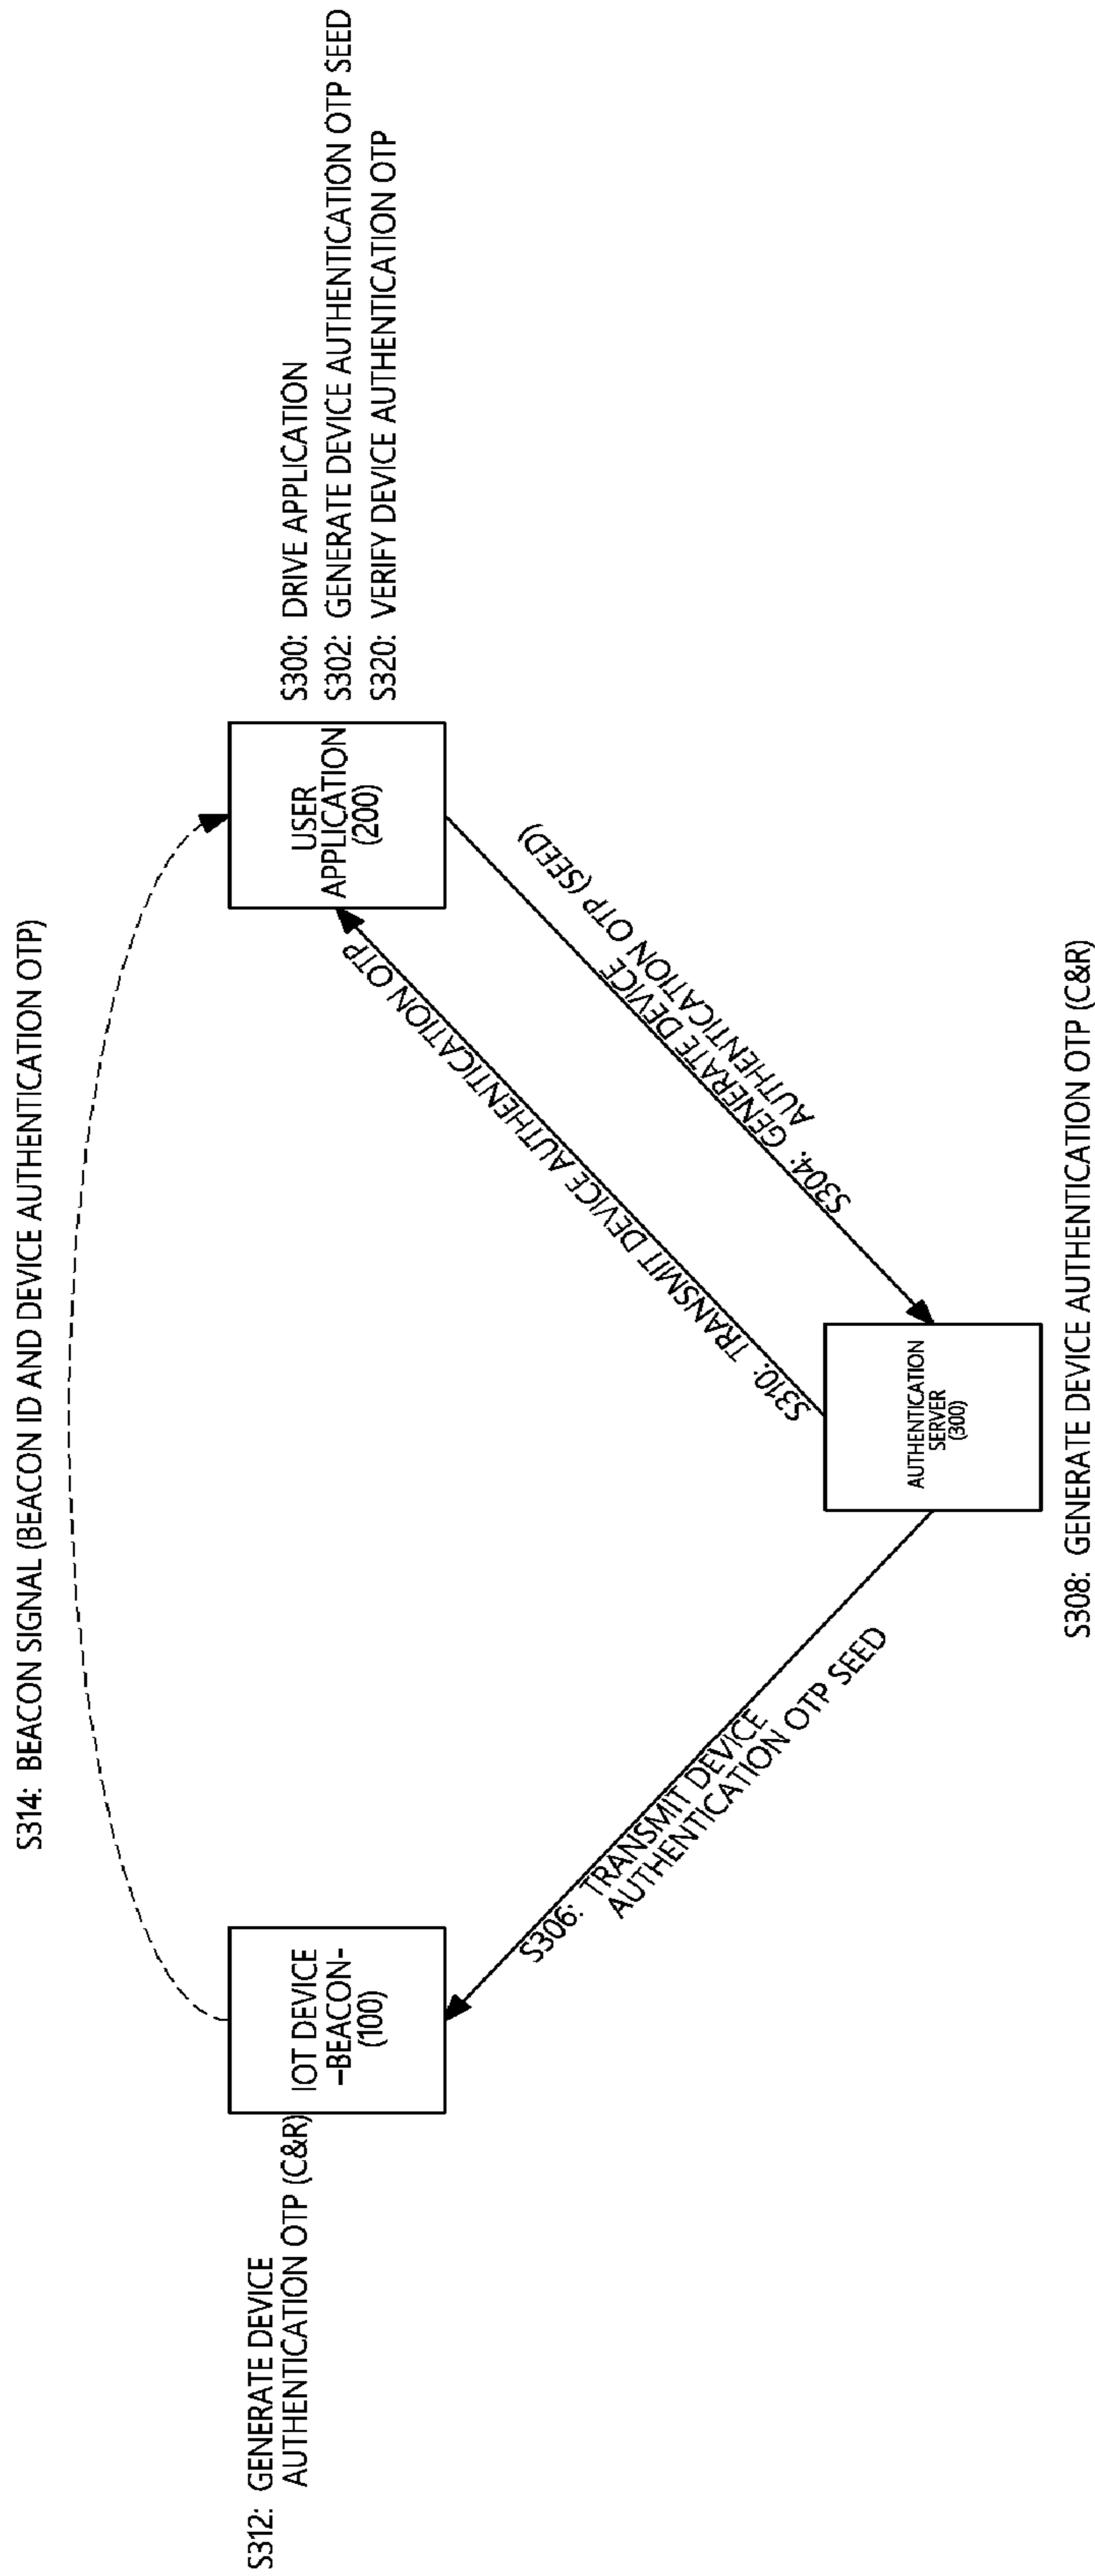 S314: BEACON SIGNAL (BEACON ID AND DEVICE AUTHENTICATION OTP)
S312: GENERATE DEVICE
AUTHENTICATION OTP (C&R)
IOT DEVICE
-BEACON-
(100)
USER
APPLICATION
(200)
S300: DRIVE APPLICATION
S302: GENERATE DEVICE AUTHENTICATION OTP SEED
S320: VERIFY DEVICE AUTHENTICATION OTP
S306: TRANSMIT DEVICE
AUTHENTICATION OTP SEED
S310: TRANSMIT DEVICE AUTHENTICATION OTP
S304: GENERATE DEVICE
AUTHENTICATION OTP (SEED))
AUTHENTICATION
SERVER
(300)
S308: GENERATE DEVICE AUTHENTICATION OTP (C&R)